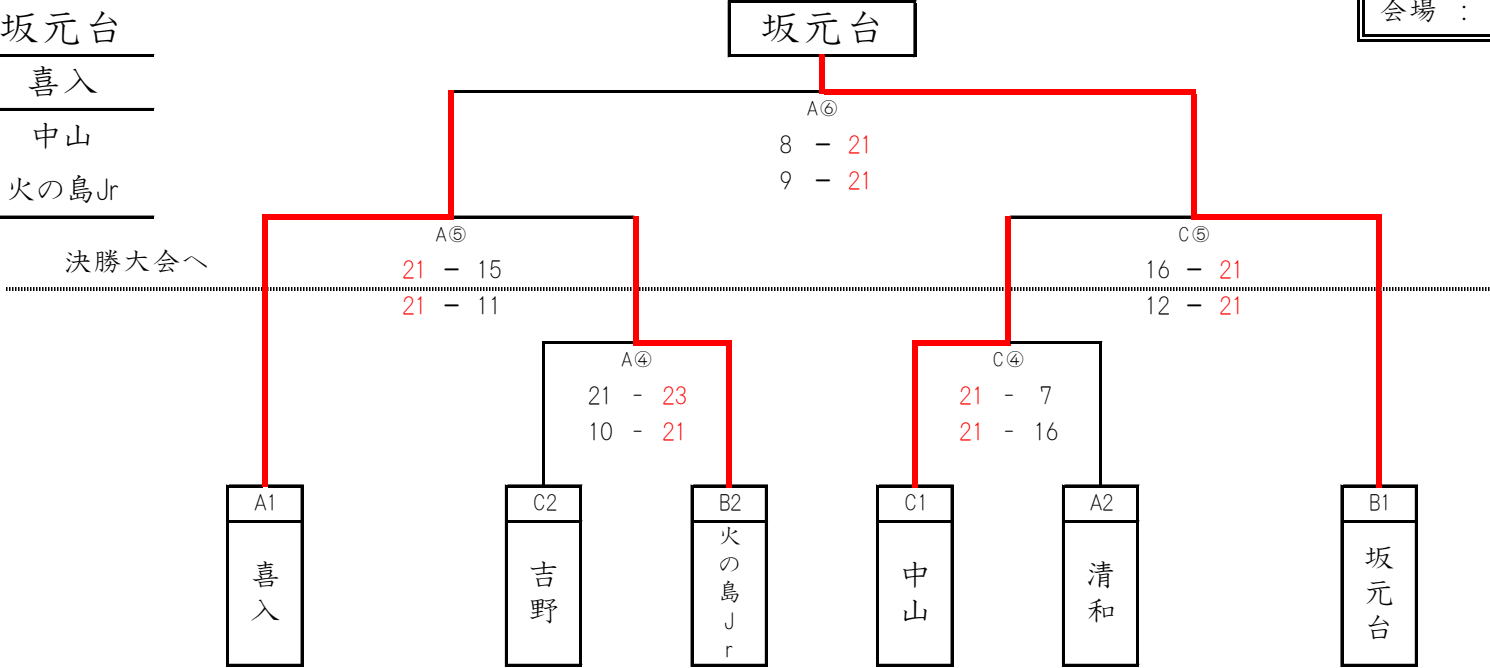 坂元台
坂元台
会場 :
喜入
中山
火の島Jr
決勝大会へ
A⑥
8 - 21
9 - 21
A⑤
21 - 15
21 - 11
C⑤
16 - 21
12 - 21
A④
21 - 23
10 - 21
C④
21 - 7
21 - 16
A1
喜入
C2
吉野
B2
火の島Jr
C1
中山
A2
清和
B1
坂元台